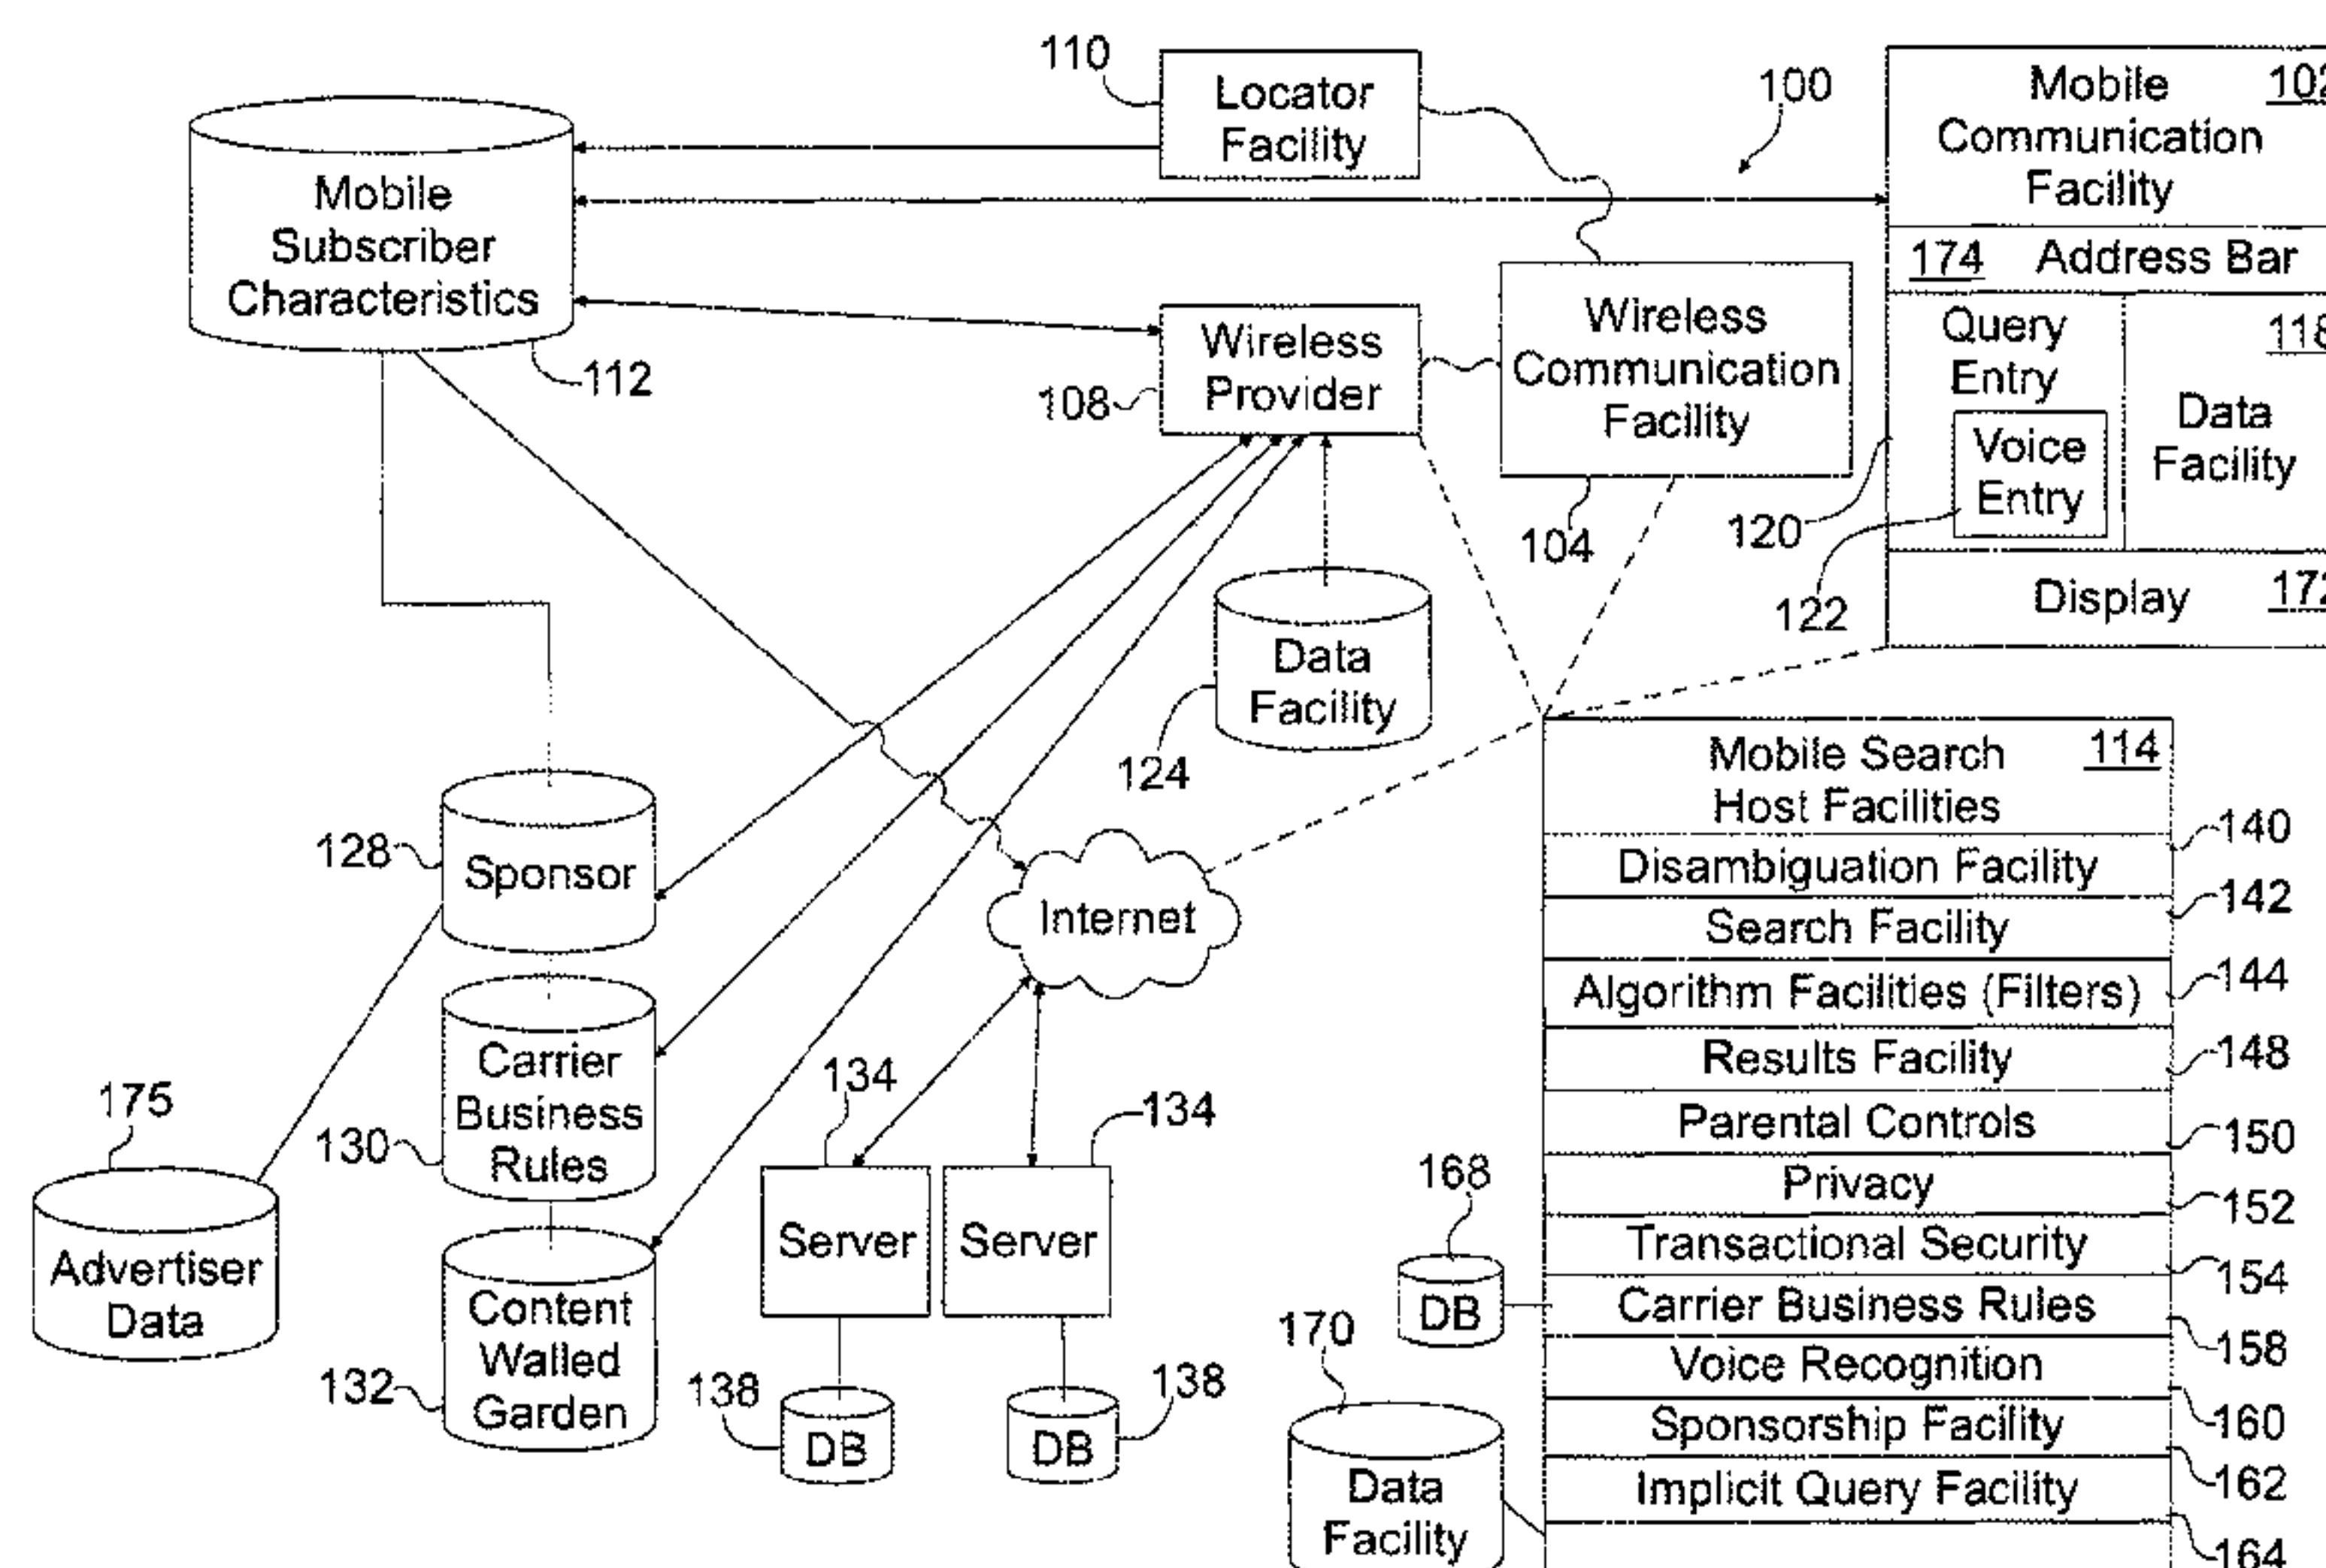 110
Locator
Facility
100
Mobile
Communication
Facility
Mobile
Subscriber
Characteristics
112
174 Address Bar
Query
Entry
Voice
Entry
Data
Facility
120
122
Display
Wireless
Provider
108
Wireless
Communication
Facility
104
Data
Facility
124
128
Sponsor
Internet
Mobile Search
Host Facilities
114
140
Disambiguation Facility
142
Search Facility
144
Algorithm Facilities (Filters)
148
Results Facility
150
Parental Controls
152
Privacy
154
Transactional Security
158
Carrier Business Rules
160
Voice Recognition
162
Sponsorship Facility
164
Implicit Query Facility
Carrier
Business
Rules
130
175
Advertiser
Data
Content
Walled
Garden
132
134
134
Server
Server
138
DB
DB
138
168
DB
170
Data
Facility